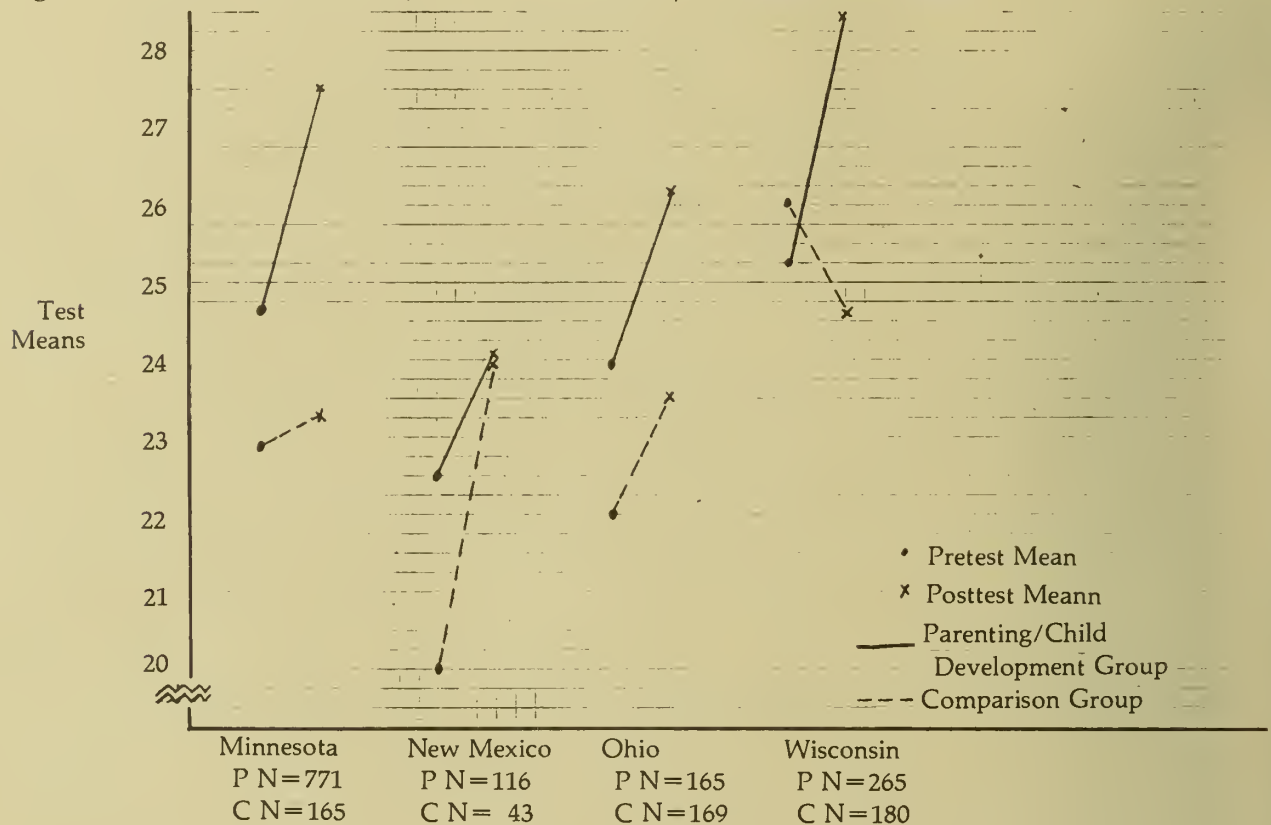 28
27
26
25
Test
Means
24
23
22
21
20
Pretest Mean
x Posttest Meann
Parenting/Child
Development Group
Comparison Group
Minnesota
P N=771
C N=165
New Mexico
P N=116
C N= 43
Ohio
P N=165
C N=169
Wisconsin
P N=265
C N=180